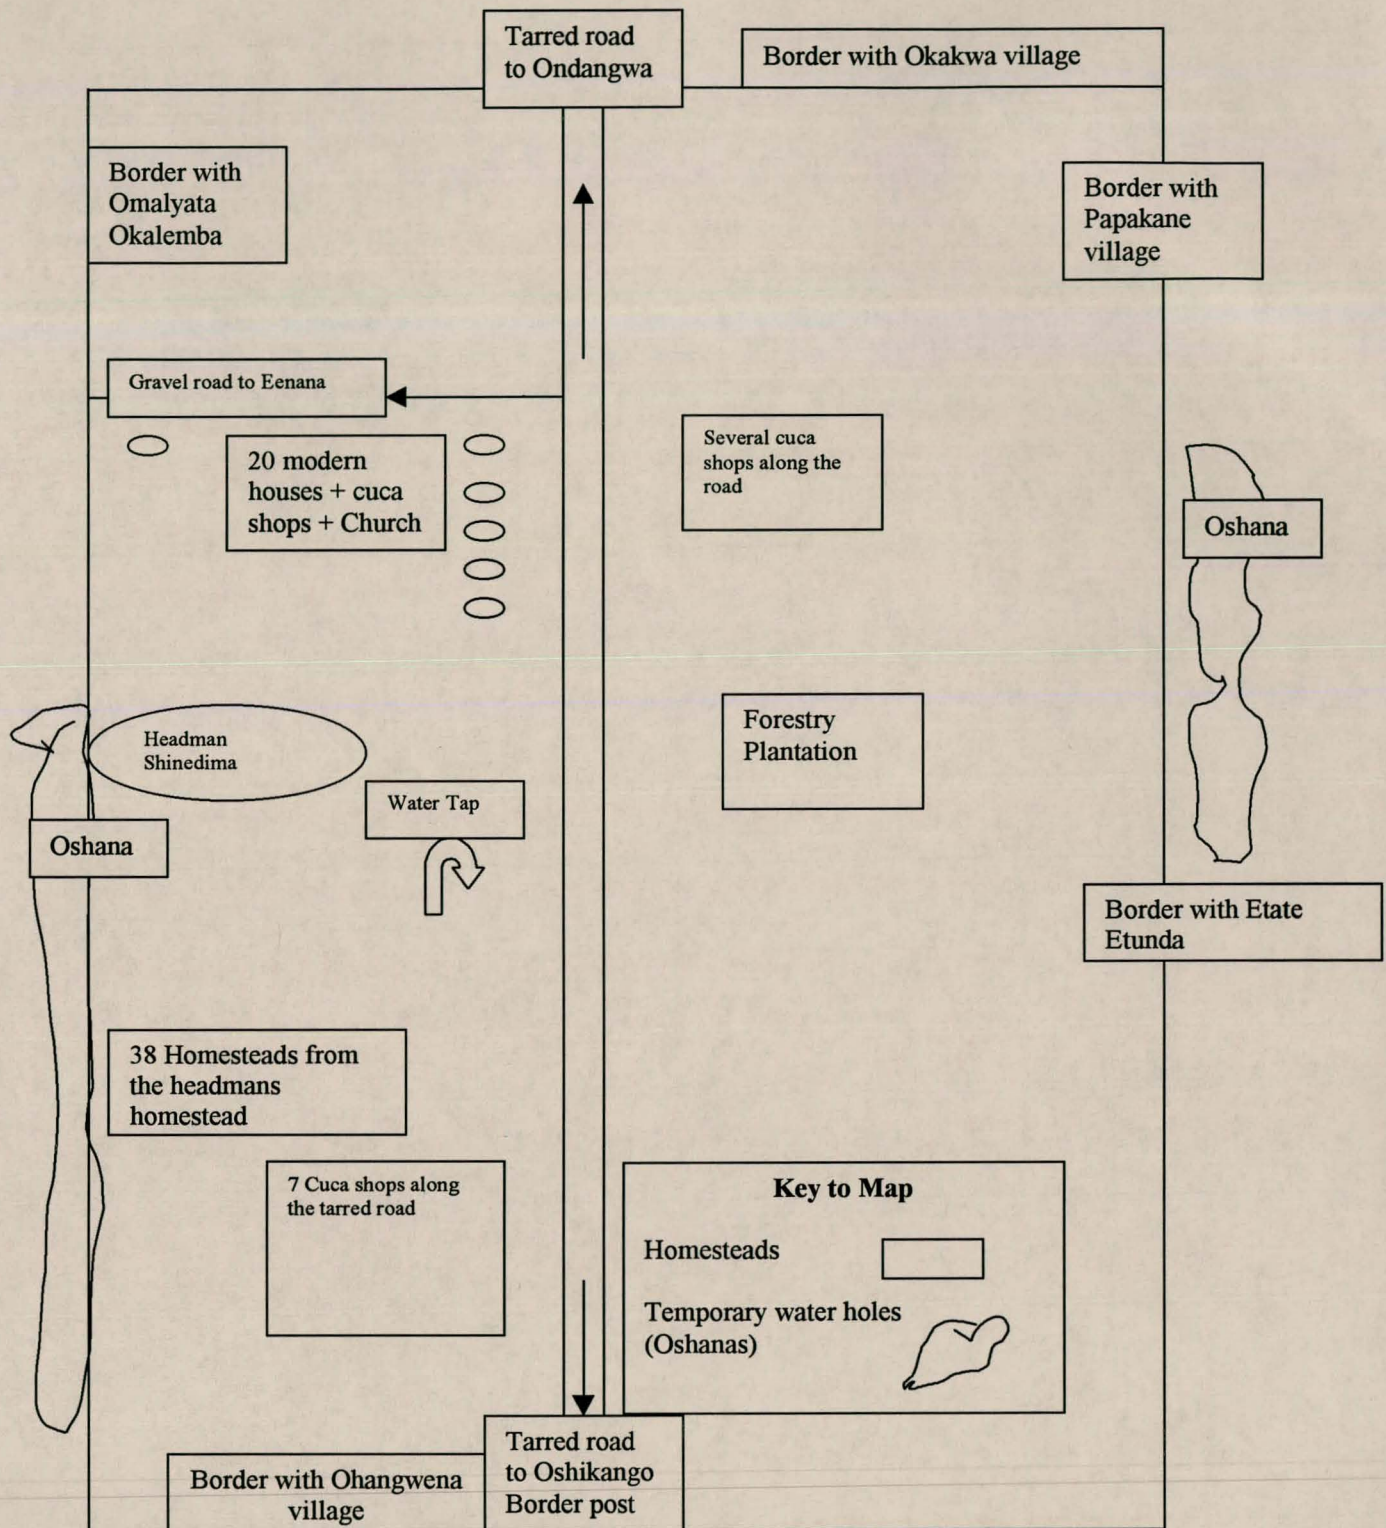 Tarred road
to Ondangwa
Border with Okakwa village
Border with
Omalyata
Okalemba
Border with
Papakane
village
Gravel road to Eenana
20 modern
houses + cuca
shops + Church
Several cuca
shops along the
road
Oshana
Headman
Shinedima
Forestry
Plantation
Water Tap
Oshana
Border with Etate
Etunda
38 Homesteads from
the headmans
homestead
7 Cuca shops along
the tarred road
Key to Map
Homesteads
Temporary water holes
(Oshanas)
Tarred road
to Oshikango
Border post
Border with Ohangwena
village